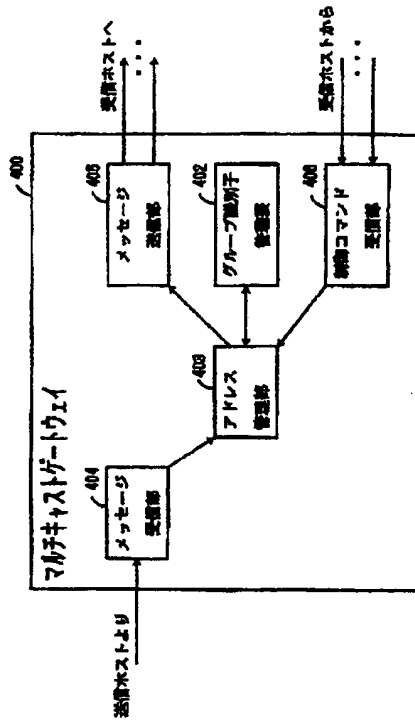 マルチキャストゲートウェイ
400
送信ホストより
404
メッセージ
受信部
403
アドレス
管理部
405
メッセージ
送信部
402
グループ識別子
管理表
406
制御コマンド
受信部
受信ホストへ
...
受信ホストから
...